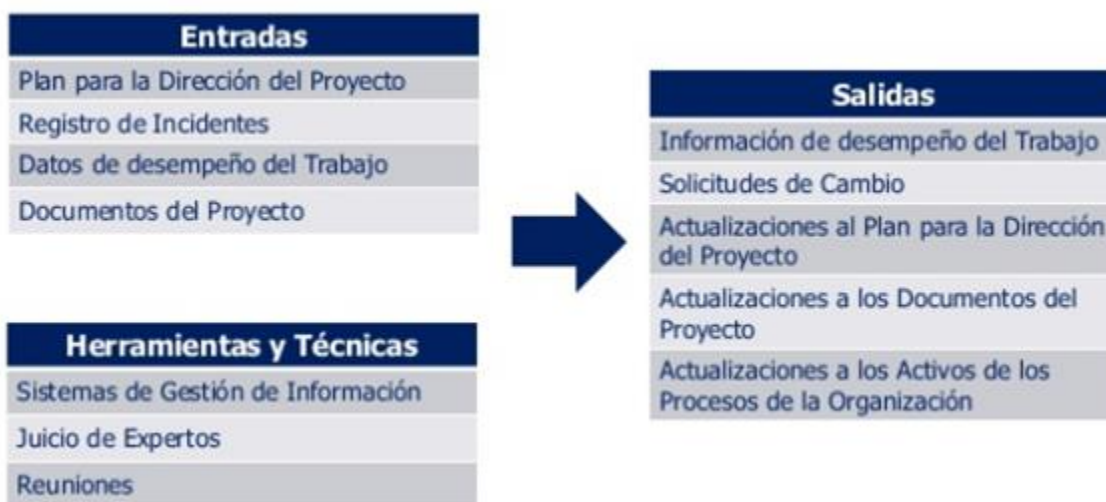 Entradas
Plan para la Dirección del Proyecto
Registro de Incidentes
Datos de desempeño del Trabajo
Documentos del Proyecto
Herramientas y Técnicas
Sistemas de Gestión de Información
Juicio de Expertos
Reuniones
Salidas
Información de desempeño del Trabajo
Solicitudes de Cambio
Actualizaciones al Plan para la Dirección
del Proyecto
Actualizaciones a los Documentos del
Proyecto
Actualizaciones a los Activos de los
Procesos de la Organización